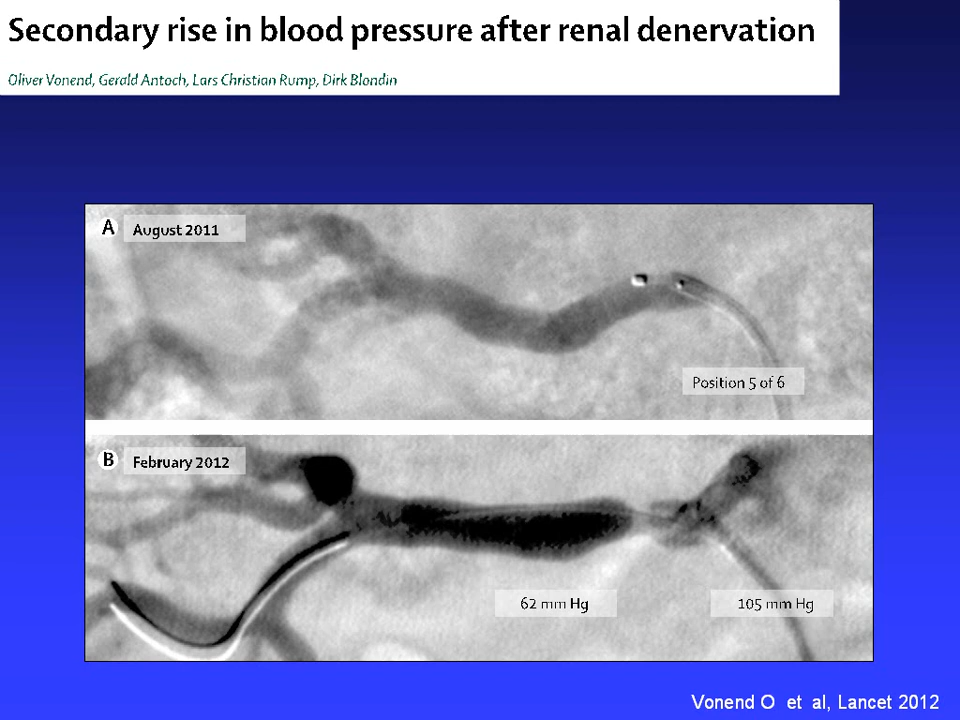 Secondary rise in blood pressure after renal denervation
Oliver Vonend, Gerald Antoch, Lars Christian Rump, Dirk Blondin
A August 2011
Position 5 of 6
B February 2012
62 mm Hg 105 mm Hg
Vonend O et al, Lancet 2012